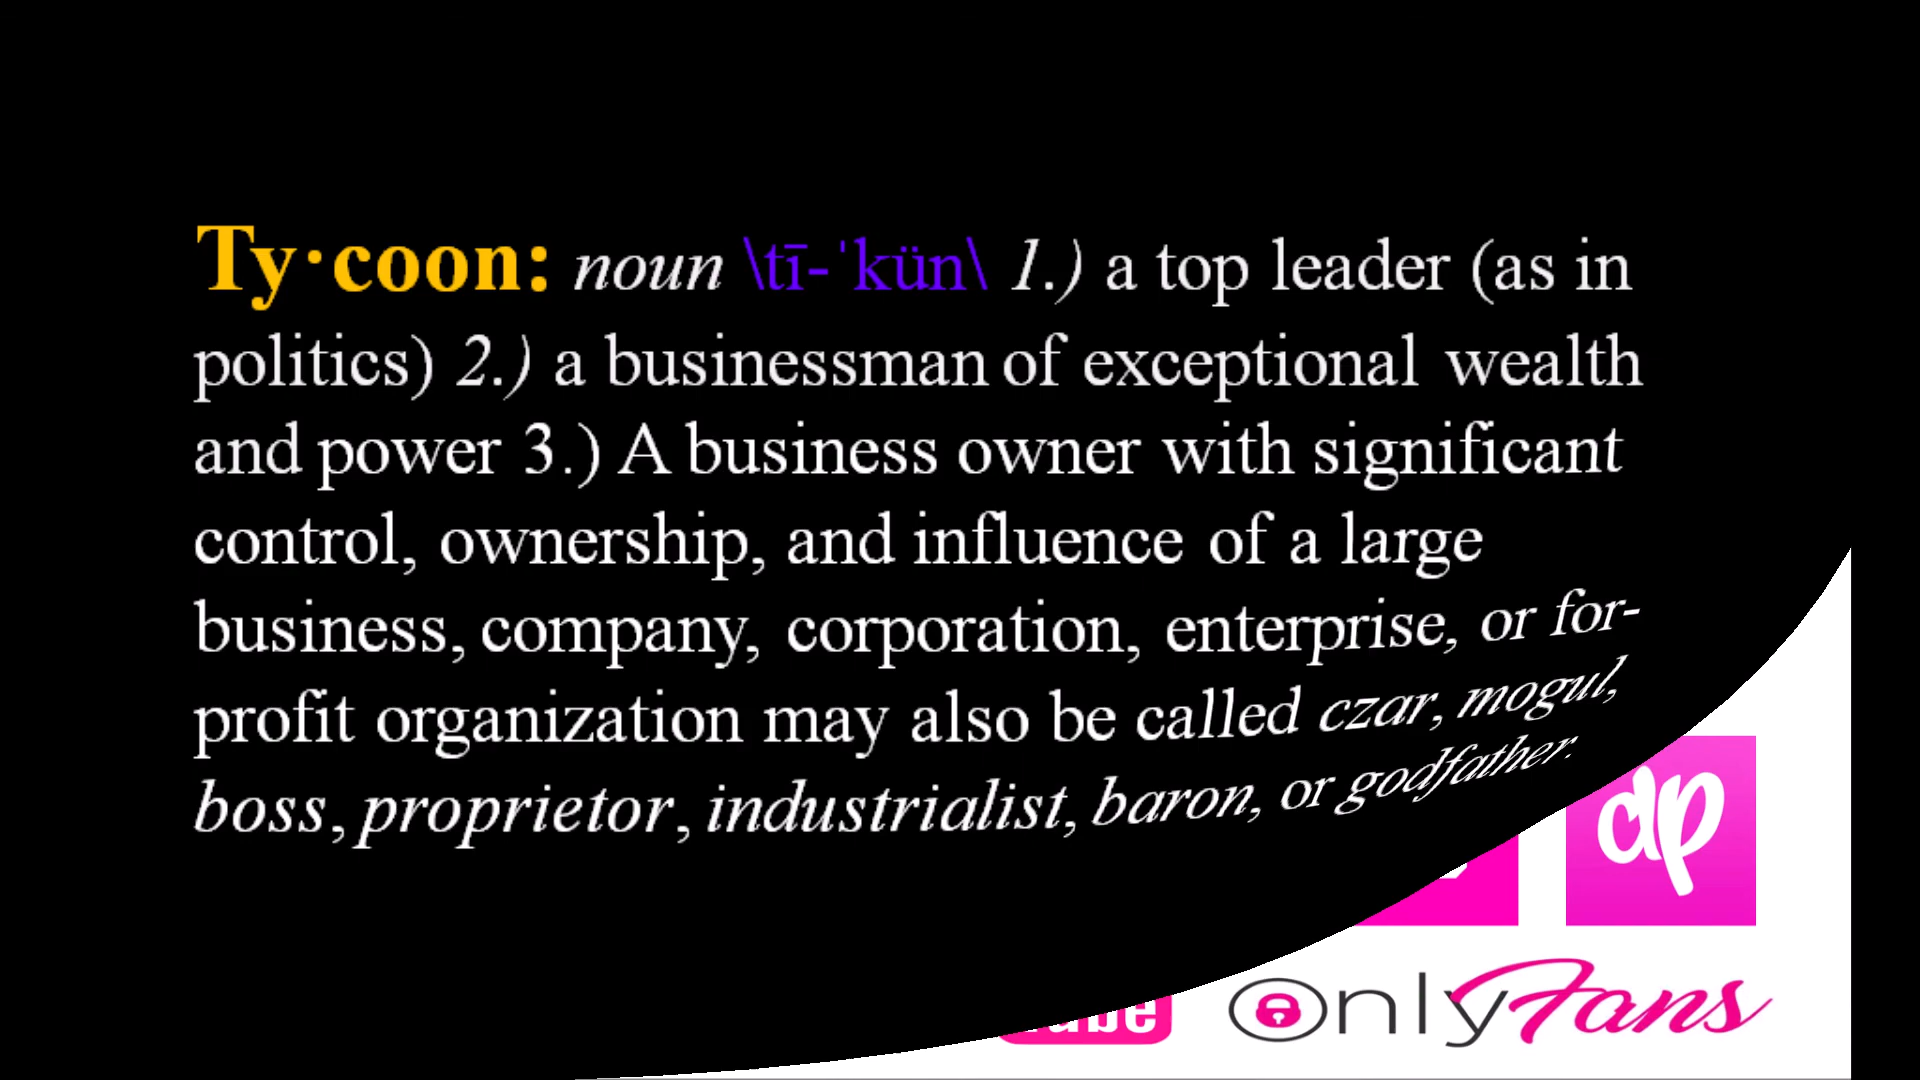 Ty·coon: noun \tī-ˈkün\ 1.) a top leader (as in
politics) 2.) a businessman of exceptional wealth
and power 3.) A business owner with significant
control, ownership, and influence of a large
business, company, corporation, enterprise, or for-
profit organization may also be called czar, mogul,
boss, proprietor, industrialist, baron, or godfather.
dp
OnlyFans